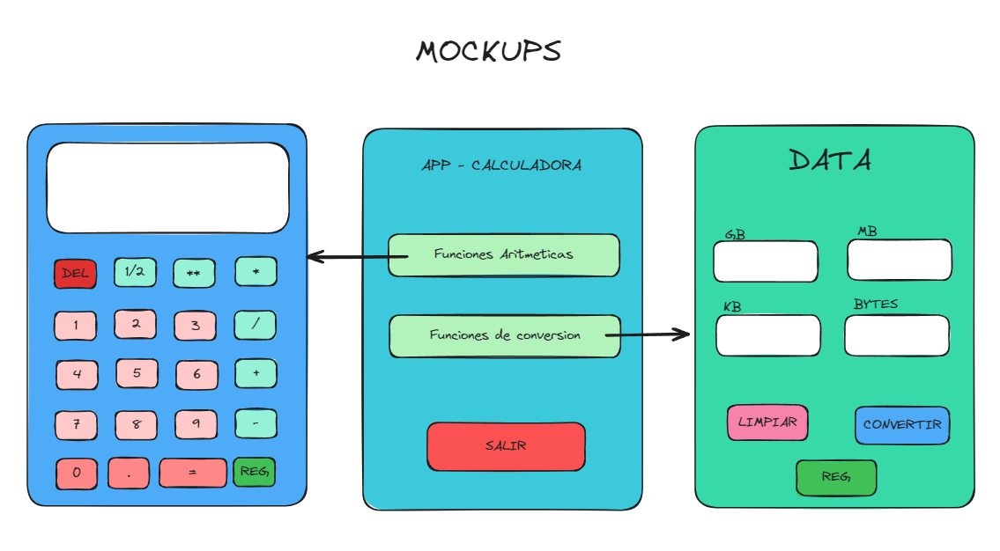 MOCKUPS
DEL 1/2 ** *
1 2 3 /
4 5 6 +
7 8 9 -
0 . = REG
APP - CALCULADORA
Funciones Aritmeticas
Funciones de conversion
SALIR
DATA
GB MB
KB BYTES
LIMPIAR CONVERTIR
REG